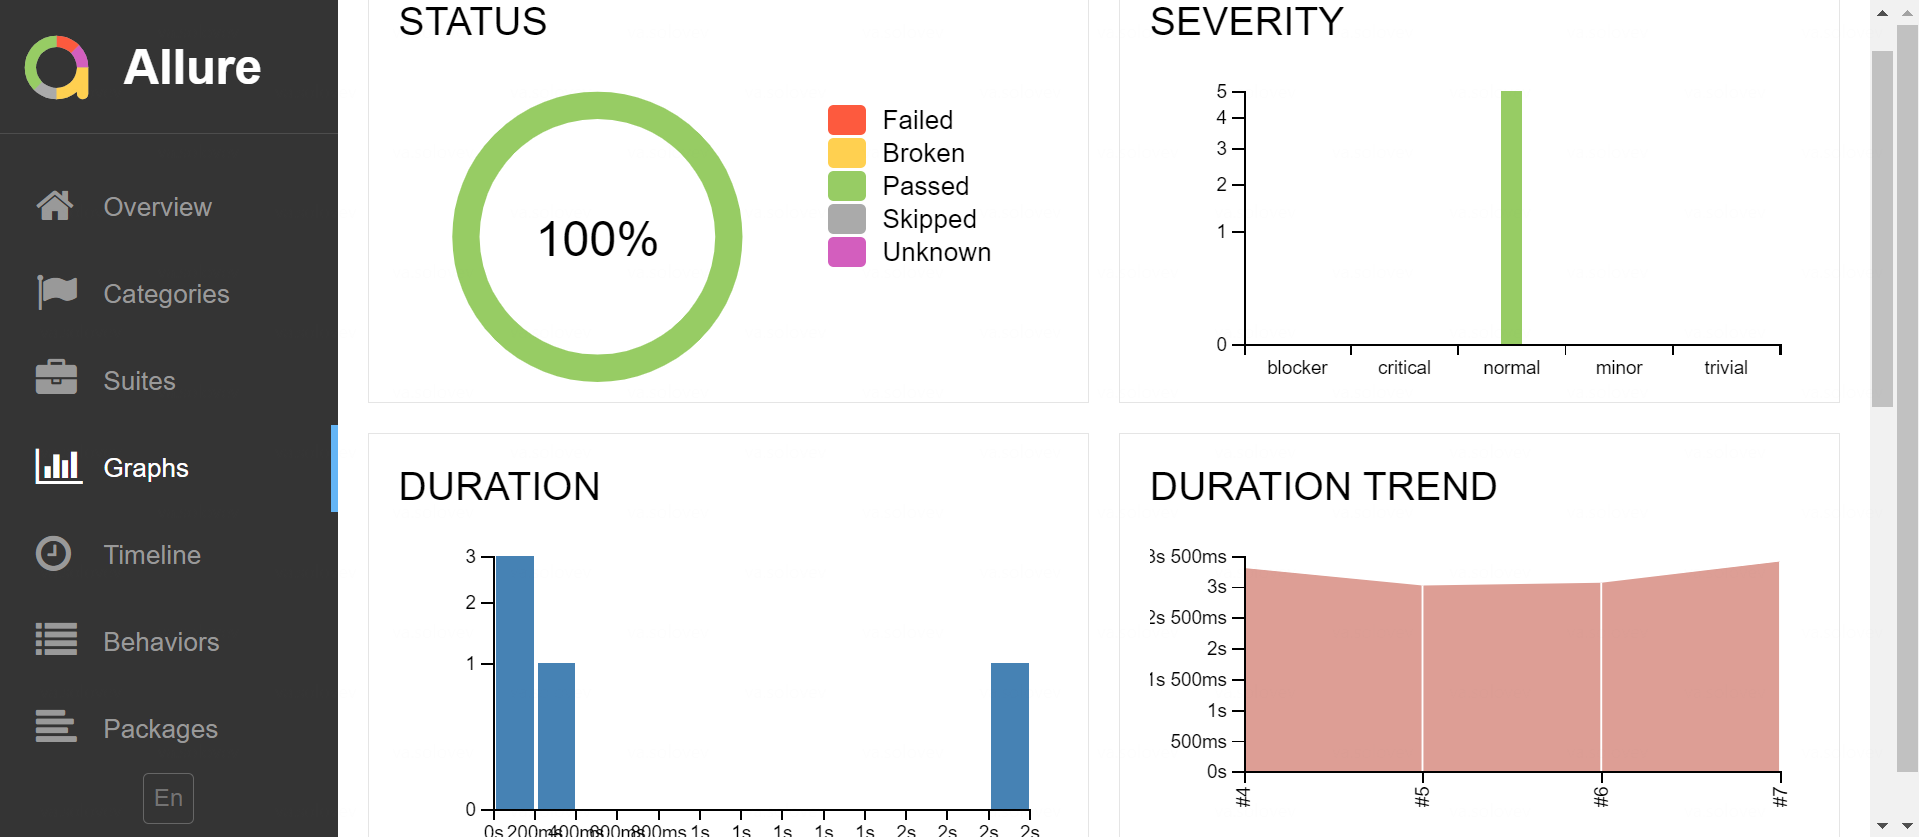 Allure
Overview
Categories
Suites
Graphs
Timeline
Behaviors
Packages
En
STATUS
100%
Failed
Broken
Passed
Skipped
Unknown
SEVERITY
5
4
3
2
1
0
blocker critical normal minor trivial
DURATION
3
2
1
0
0s 200ms 400ms 600ms 800ms 1s 1s 1s 1s 1s 2s 2s 2s 2s
DURATION TREND
3s 500ms
3s
2s 500ms
2s
1s 500ms
1s
500ms
0s
#4 #5 #6 #7